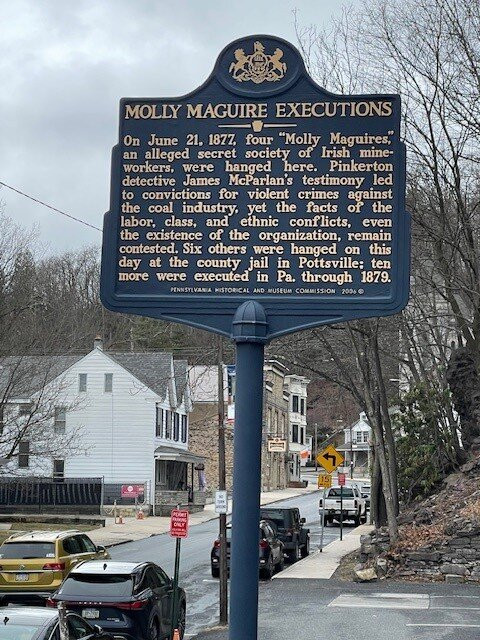 MOLLY MAGUIRE EXECUTIONS
On June 21, 1877, four "Molly Maguires,"
an alleged secret society of Irish mine-
workers, were hanged here. Pinkerton
detective James McParlan's testimony led
to convictions for violent crimes against
the coal industry, yet the facts of the
labor, class, and ethnic conflicts, even
the existence of the organization, remain
contested. Six others were hanged on this
day at the county jail in Pottsville; ten
more were executed in Pa. through 1879.
PENNSYLVANIA HISTORICAL AND MUSEUM COMMISSION 2006 ©
PERMIT
PARKING
ONLY